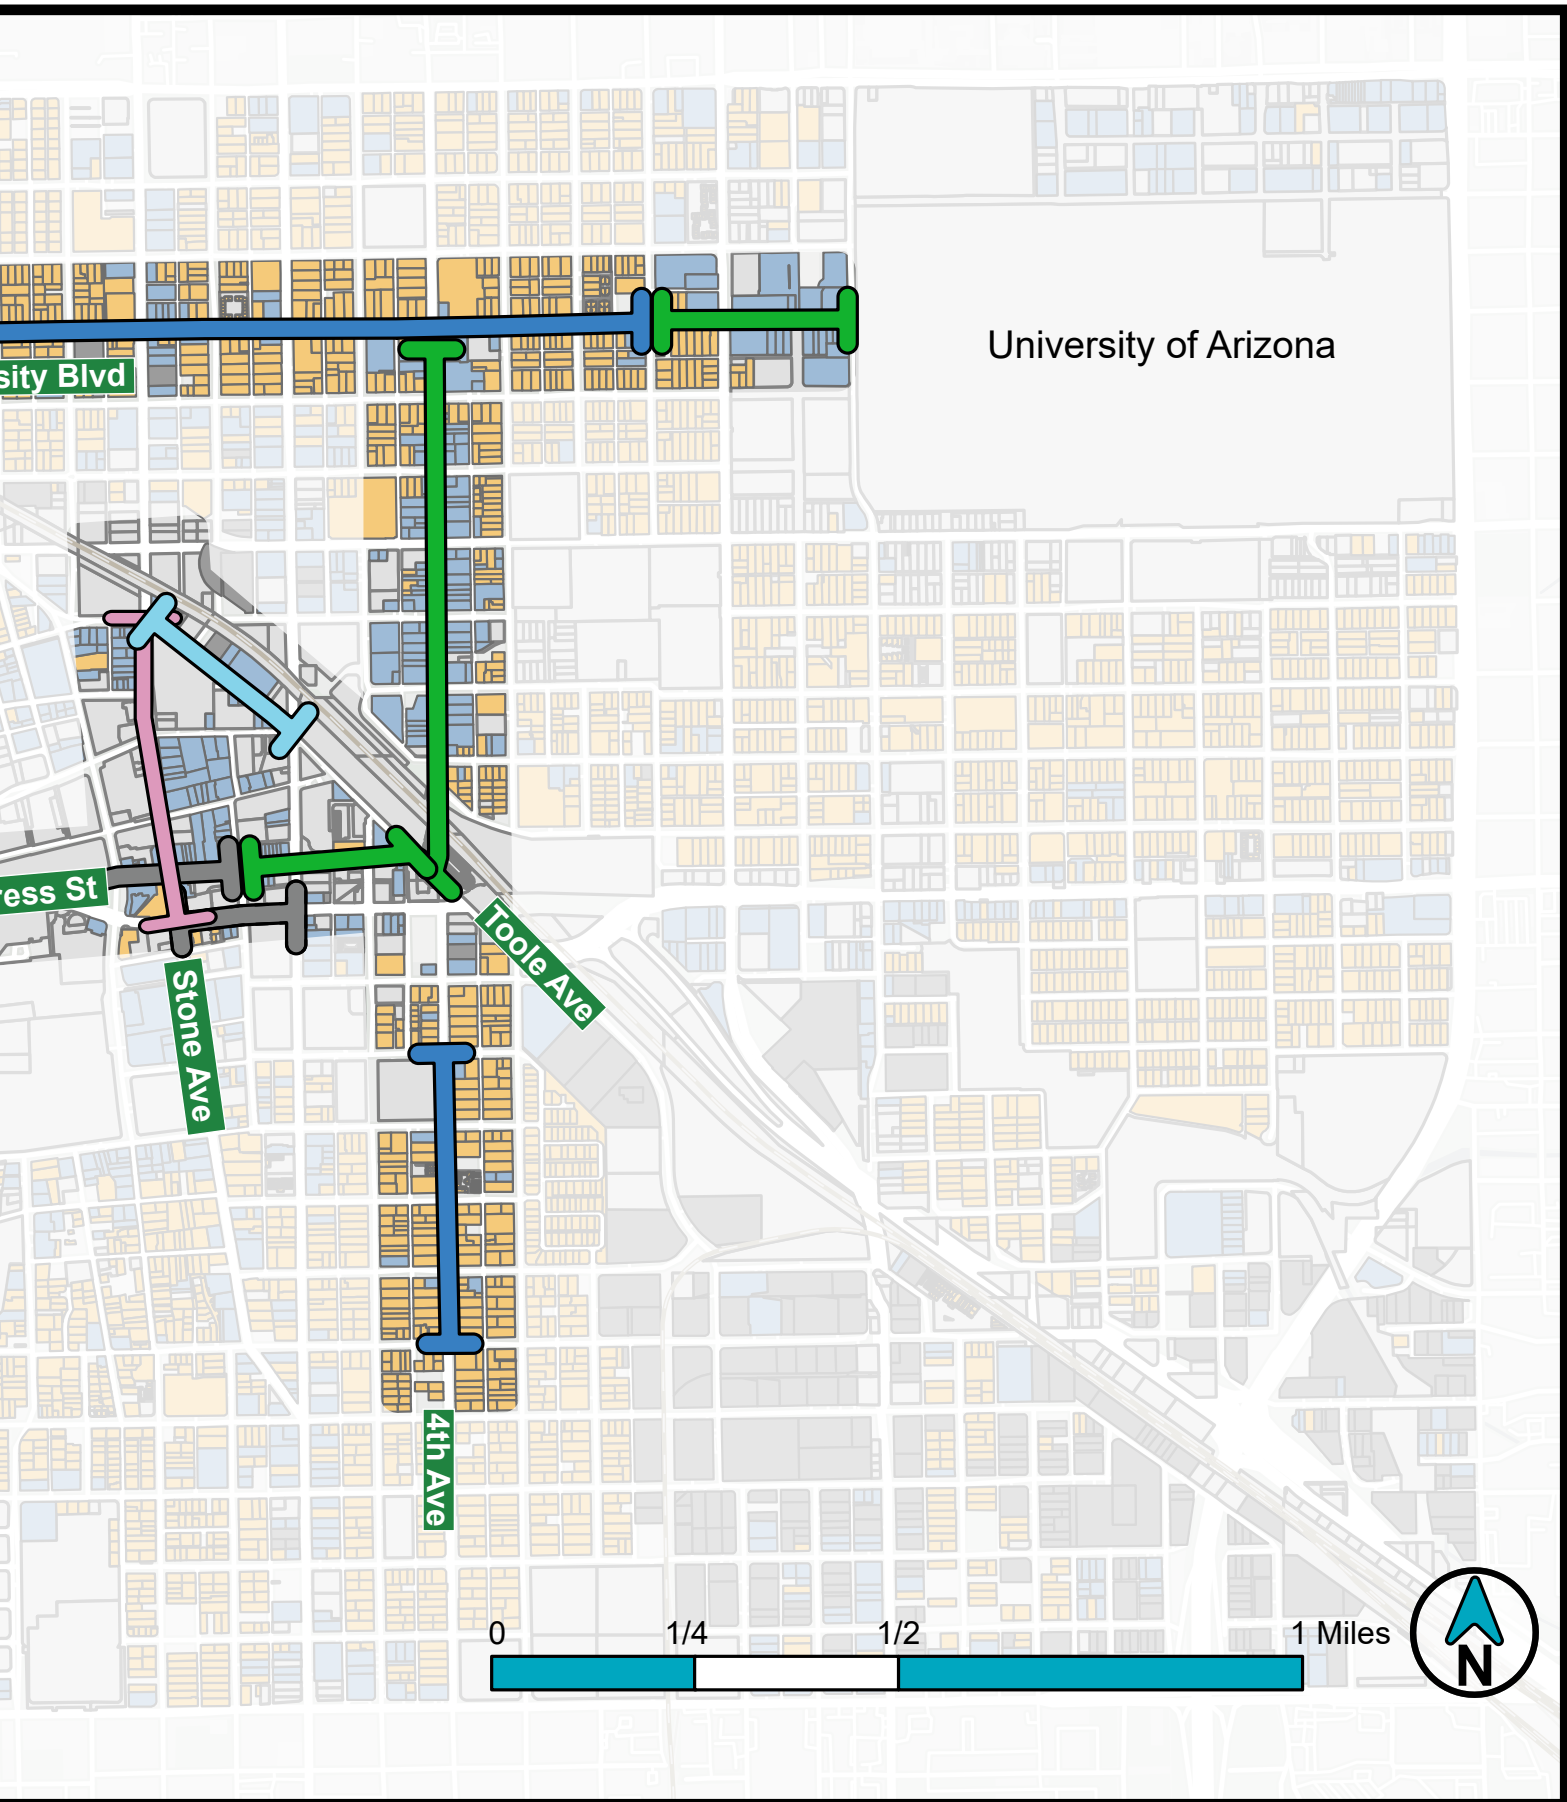 University of Arizona
sity Blvd
ress St
Toole Ave
Stone Ave
4th Ave
0 1/4 1/2 1 Miles
N